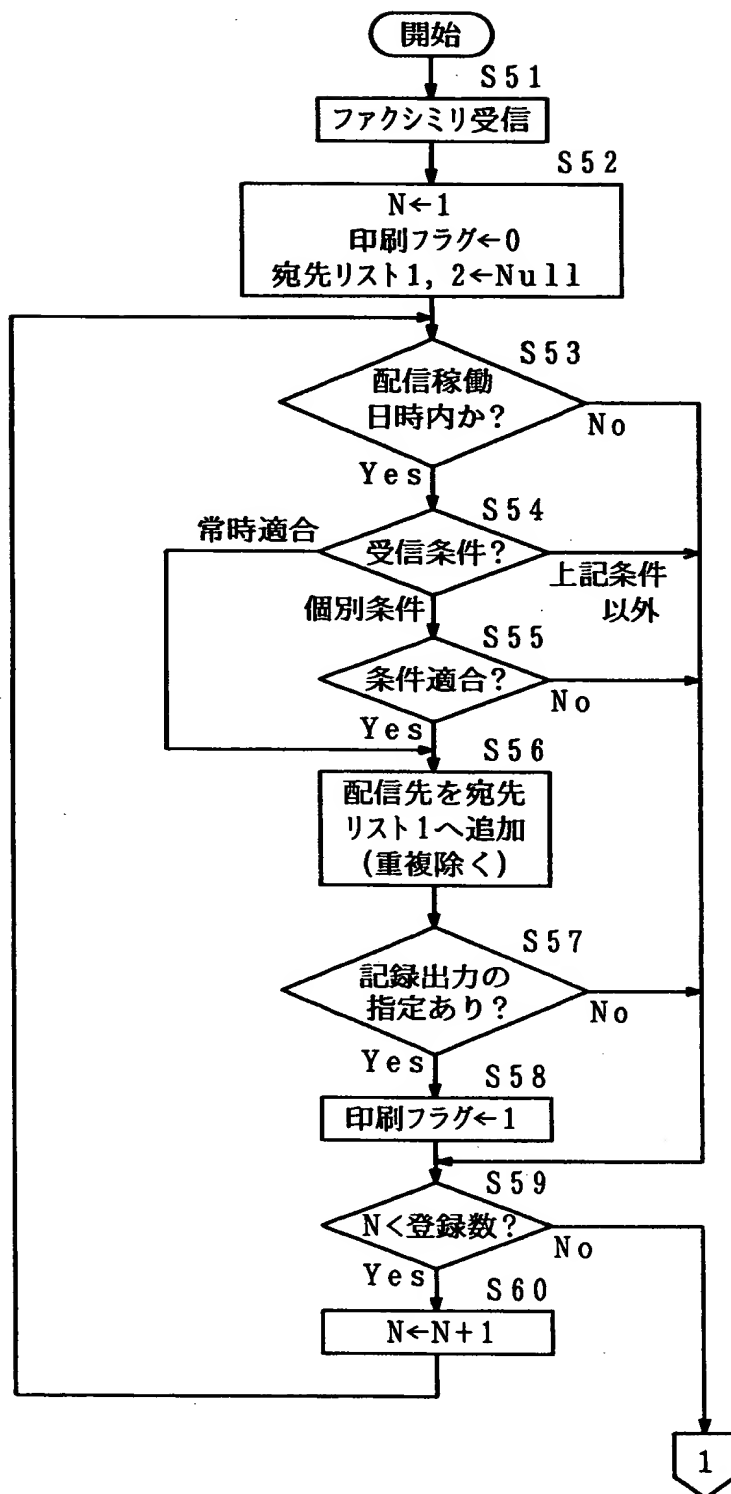 開始
S51
ファクシミリ受信
S52
N←1
印刷フラグ←0
宛先リスト1, 2←Null
S53
配信稼働
日時内か?
No
Yes
S54
常時適合
受信条件?
上記条件
以外
個別条件
S55
条件適合?
No
Yes
S56
配信先を宛先
リスト1へ追加
(重複除く)
S57
記録出力の
指定あり?
No
Yes
S58
印刷フラグ←1
S59
N<登録数?
No
Yes
S60
N←N+1
1